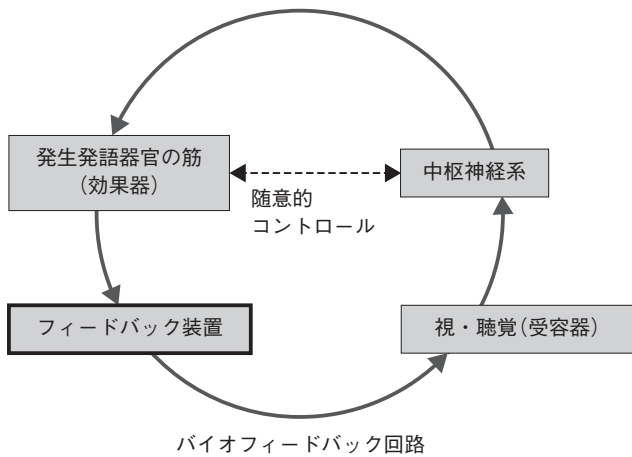 発生発語器官の筋
（効果器）
中枢神経系
随意的
コントロール
フィードバック装置
視・聴覚（受容器）
バイオフィードバック回路